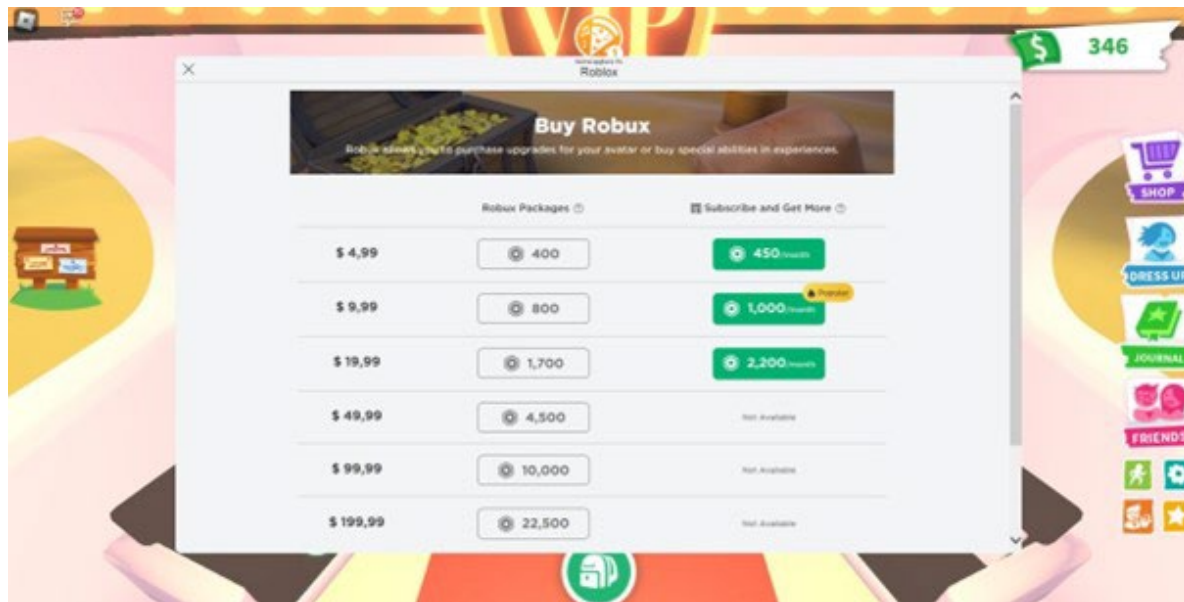 VIP
346
Roblox
Buy Robux
Robux allows you to purchase upgrades for your avatar or buy special abilities in experiences.
Robux Packages Subscribe and Get More
$ 4,99 400 450/month
Popular
$ 9,99 800 1,000/month
$ 19,99 1,700 2,200/month
$ 49,99 4,500 Not Available
$ 99,99 10,000 Not Available
$ 199,99 22,500 Not Available
SHOP
DRESS UP
JOURNAL
FRIENDS